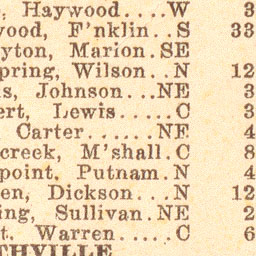 , Haywood....W 3
wood, F'nklin..S 33
yton, Marion.SE
pring, Wilson..N 12
s, Johnson...NE 3
ert, Lewis.....C 3
Carter......NE 4
creek, M'shall.C 8
point, Putnam.N 4
en, Dickson...N 12
ing, Sullivan.NE 2
t. Warren.....C 6
THVILLE